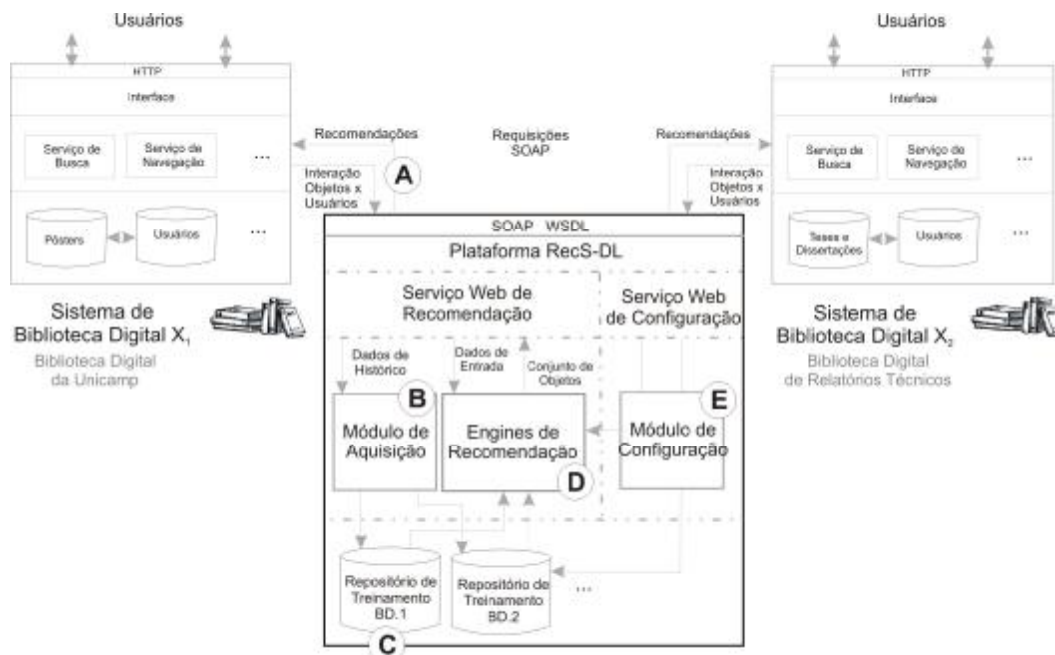 Usuários
HTTP
Interface
Serviço de
Busca
Serviço de
Navegação
...
Pôsters
Usuários
...
Sistema de
Biblioteca Digital X1
Biblioteca Digital
da Unicamp
Recomendações
Interação
Objetos x
Usuários
A
Requisições
SOAP
Recomendações
Interação
Objetos x
Usuários
Usuários
HTTP
Interface
Serviço de
Busca
Serviço de
Navegação
...
Teses e
Dissertações
Usuários
...
Sistema de
Biblioteca Digital X2
Biblioteca Digital
de Relatórios Técnicos
SOAP WSDL
Plataforma RecS-DL
Serviço Web de
Recomendação
Serviço Web
de Configuração
Dados de
Histórico
Dados de
Entrada
Conjunto de
Objetos
B
Módulo de
Aquisição
Engines de
Recomendação
D
E
Módulo de
Configuração
Repositório de
Treinamento
BD.1
C
Repositório de
Treinamento
BD.2
...